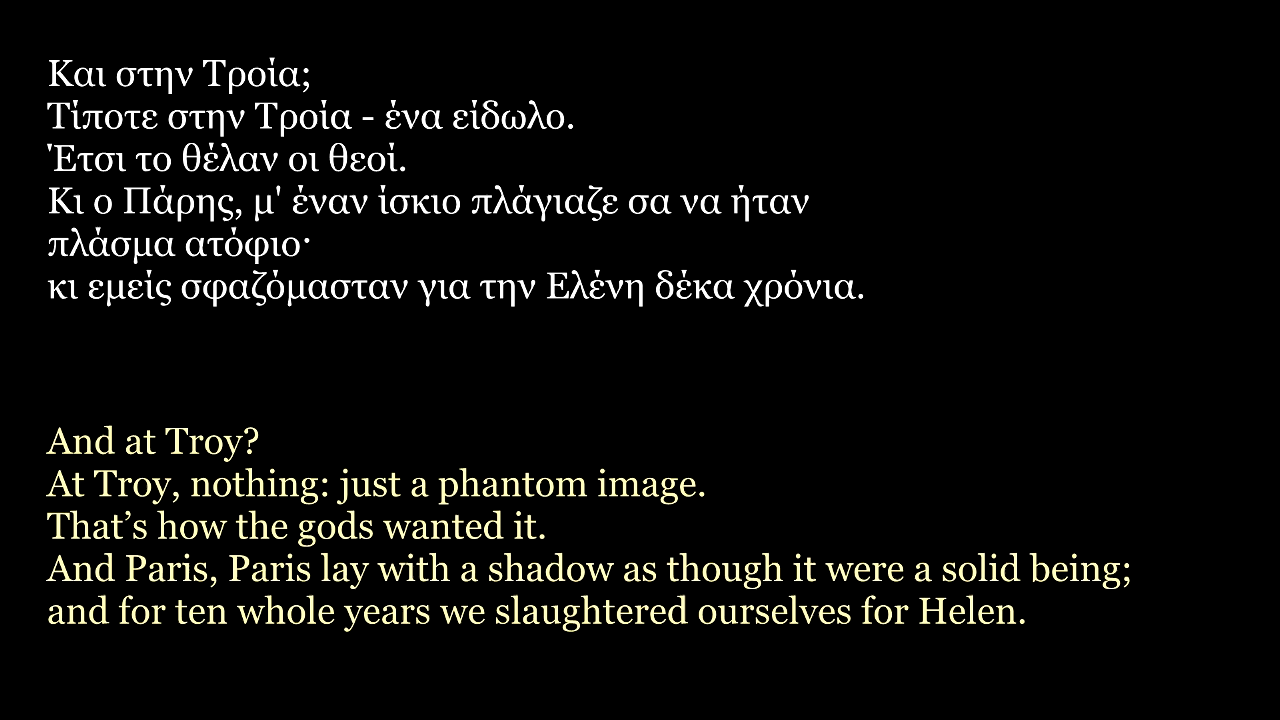 Και στην Τροία;
Τίποτε στην Τροία - ένα είδωλο.
Έτσι το θέλαν οι θεοί.
Κι ο Πάρης, μ' έναν ίσκιο πλάγιαζε σα να ήταν
πλάσμα ατόφιο·
κι εμείς σφαζόμασταν για την Ελένη δέκα χρόνια.
And at Troy?
At Troy, nothing: just a phantom image.
That’s how the gods wanted it.
And Paris, Paris lay with a shadow as though it were a solid being;
and for ten whole years we slaughtered ourselves for Helen.